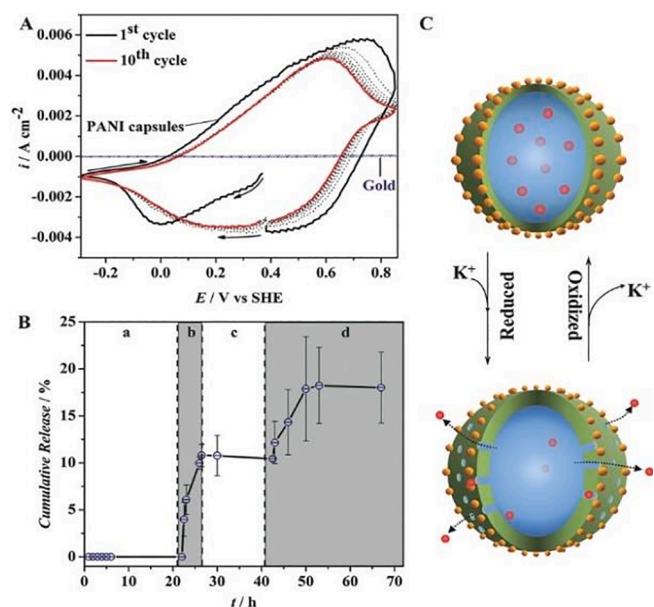 A
1st cycle
10th cycle
PANI capsules
Gold
i / A cm-2
0.006
0.004
0.002
0.000
-0.002
-0.004
-0.2
0.0
0.2
0.4
0.6
0.8
E / V vs SHE
B
a
b
c
d
Cumulative Release / %
25
20
15
10
5
0
0
10
20
30
40
50
60
70
t / h
C
K+
Reduced
Oxidized
K+